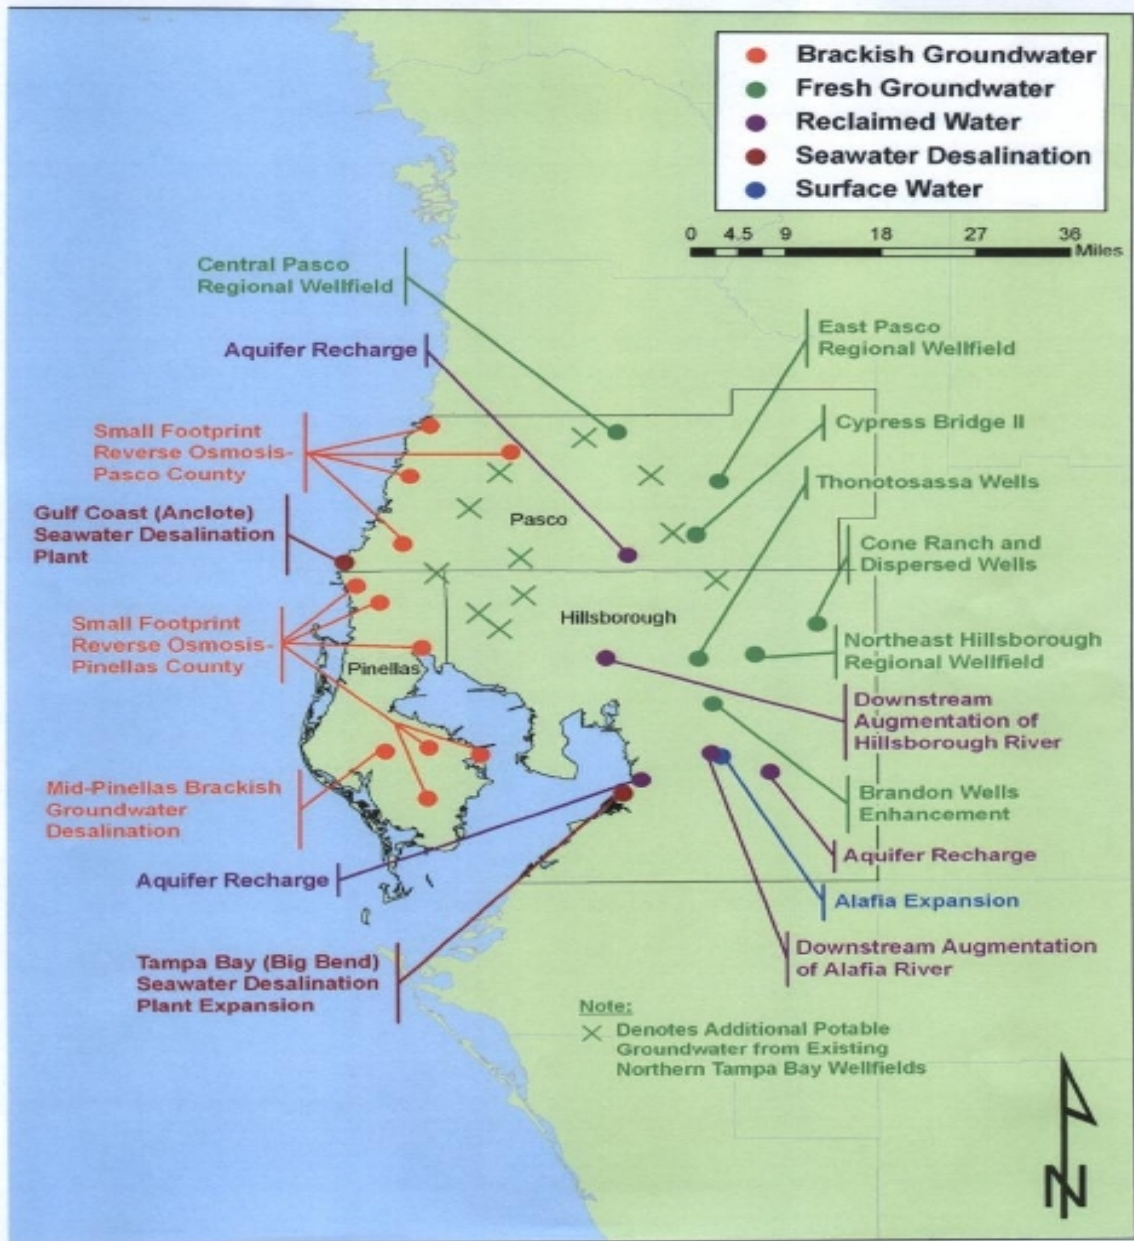 Brackish Groundwater
Fresh Groundwater
Reclaimed Water
Seawater Desalination
Surface Water
0 4.5 9 18 27 36
Miles
Central Pasco
Regional Wellfield
Aquifer Recharge
East Pasco
Regional Wellfield
Small Footprint
Reverse Osmosis-
Pasco County
Cypress Bridge II
Thonotosassa Wells
Gulf Coast (Anclote)
Seawater Desalination
Plant
Pasco
Cone Ranch and
Dispersed Wells
Small Footprint
Reverse Osmosis-
Pinellas County
Hillsborough
Pinellas
Northeast Hillsborough
Regional Wellfield
Downstream
Augmentation of
Hillsborough River
Mid-Pinellas Brackish
Groundwater
Desalination
Brandon Wells
Enhancement
Aquifer Recharge
Aquifer Recharge
Alafia Expansion
Downstream Augmentation
of Alafia River
Tampa Bay (Big Bend)
Seawater Desalination
Plant Expansion
Note:
Denotes Additional Potable
Groundwater from Existing
Northern Tampa Bay Wellfields
N